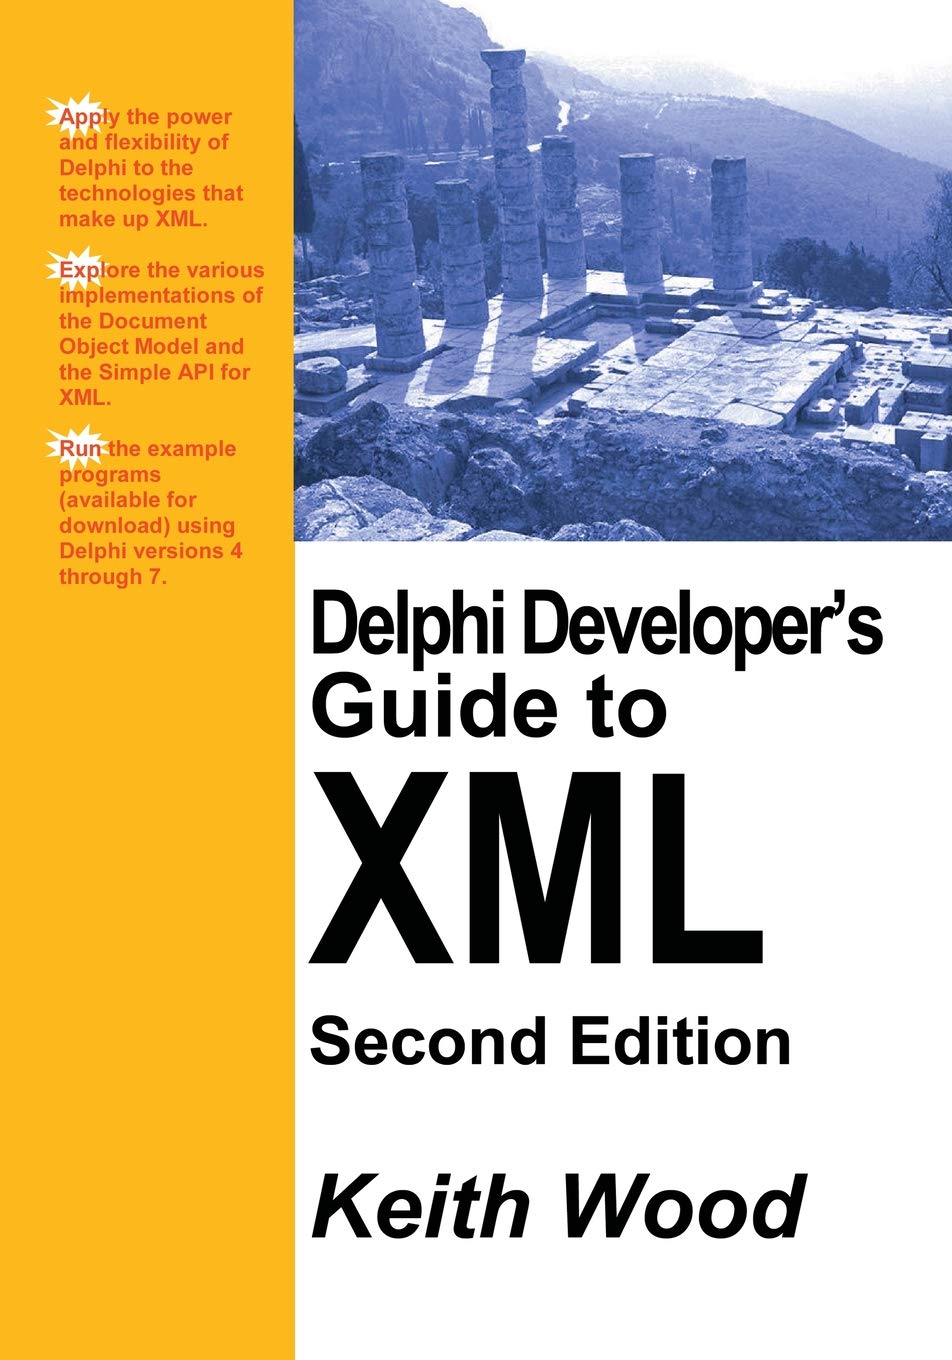 Apply the power
and flexibility of
Delphi to the
technologies that
make up XML.
Explore the various
implementations of
the Document
Object Model and
the Simple API for
XML.
Run the example
programs
(available for
download) using
Delphi versions 4
through 7.
Delphi Developer’s
Guide to
XML
Second Edition
Keith Wood